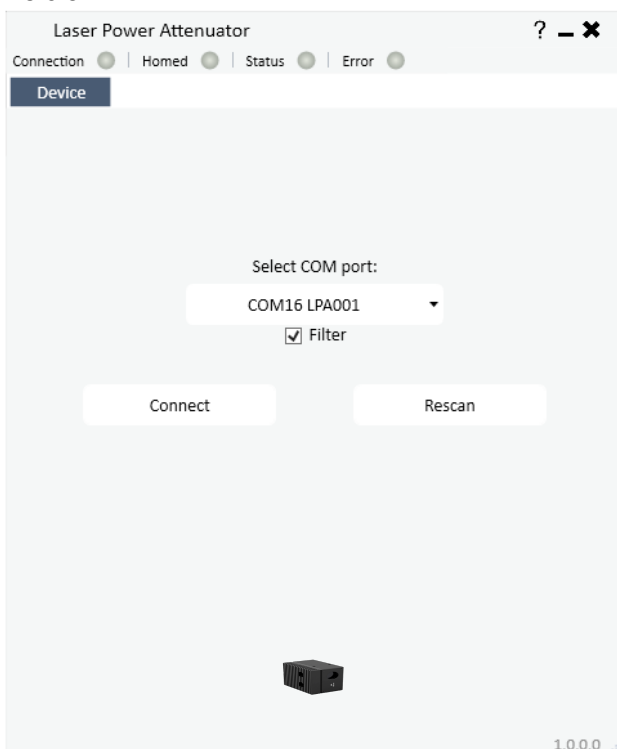 Laser Power Attenuator ?
Connection | Homed | Status | Error
Device
Select COM port:
COM16 LPA001
Filter
Connect Rescan
1.0.0.0